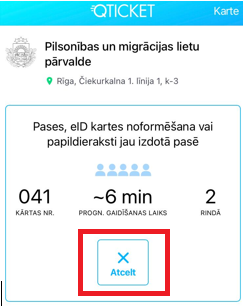 QTICKET Karte
Pilsonības un migrācijas lietu
pārvalde
Rīga, Čiekurkalna 1. līnija 1, k-3
Pases, eID kartes noformēšana vai
papildieraksti jau izdotā pasē
041 ~6 min 2
KĀRTAS NR. PROGN. GAIDĪŠANAS LAIKS RINDĀ
Atcelt